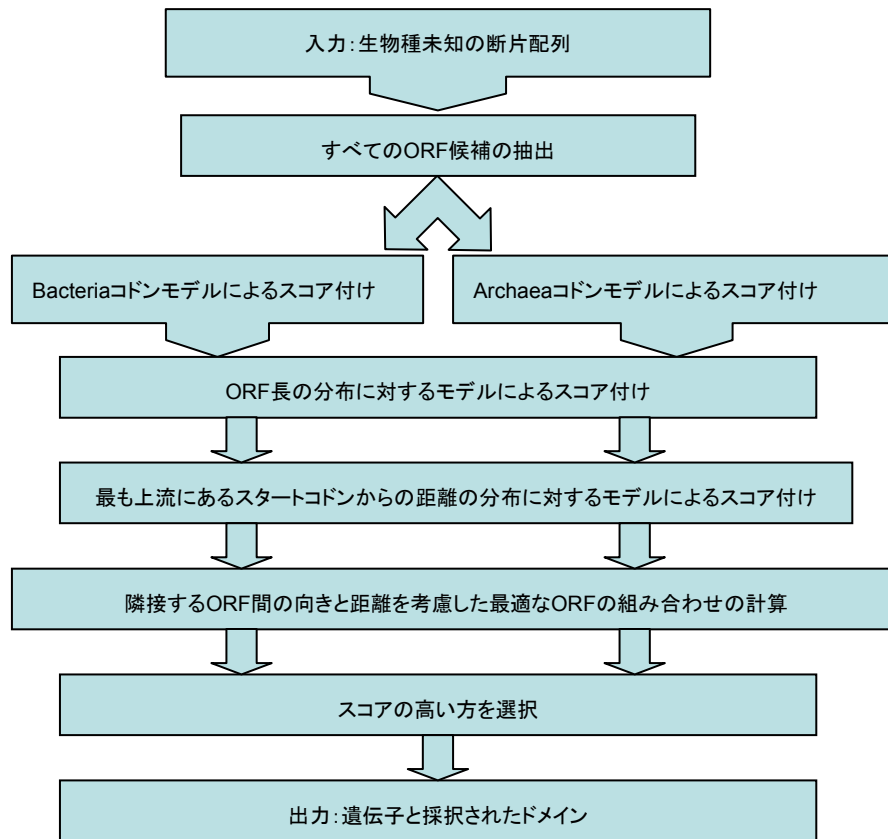 入力：生物種未知の断片配列
すべてのORF候補の抽出
Bacteriaコドンモデルによるスコア付け
Archaeaコドンモデルによるスコア付け
ORF長の分布に対するモデルによるスコア付け
最も上流にあるスタートコドンからの距離の分布に対するモデルによるスコア付け
隣接するORF間の向きと距離を考慮した最適なORFの組み合わせの計算
スコアの高い方を選択
出力：遺伝子と採択されたドメイン